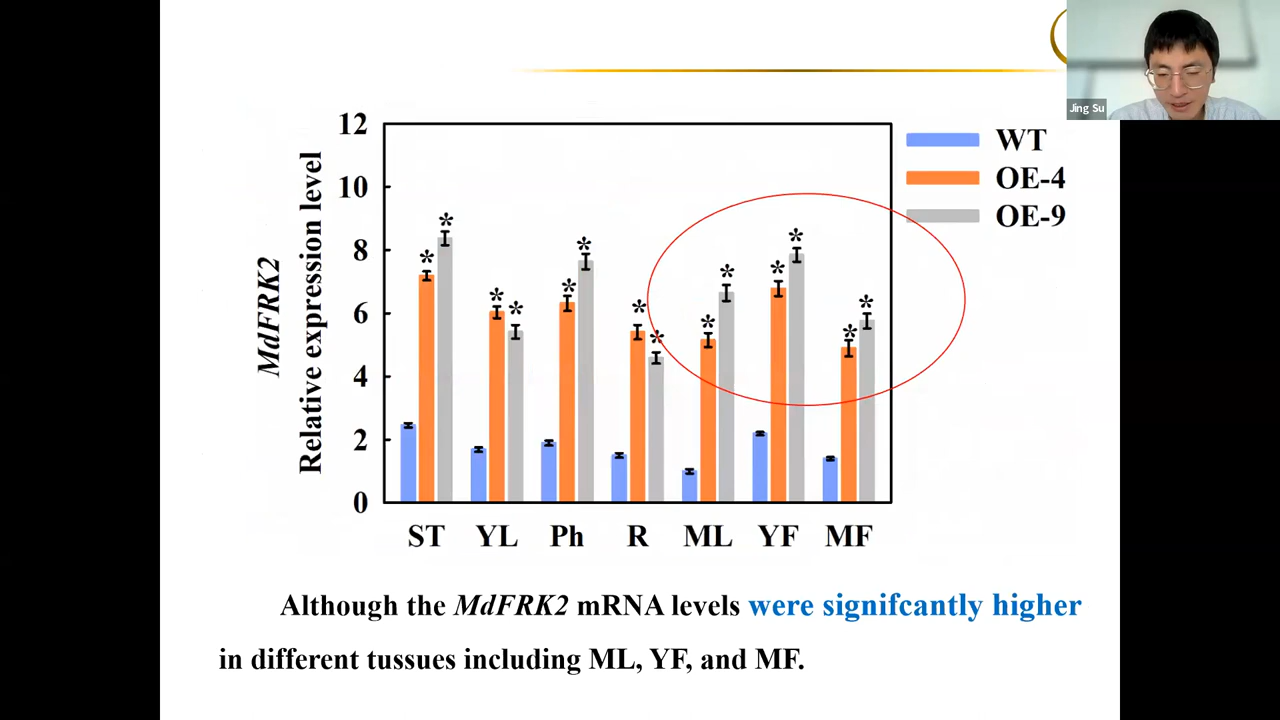 Jing Su
12
10
8
6
4
2
0
MdFRK2
Relative expression level
WT
OE-4
OE-9
* * * * * * * * * * * * * *
ST YL Ph R ML YF MF
Although the MdFRK2 mRNA levels were signifcantly higher
in different tussues including ML, YF, and MF.